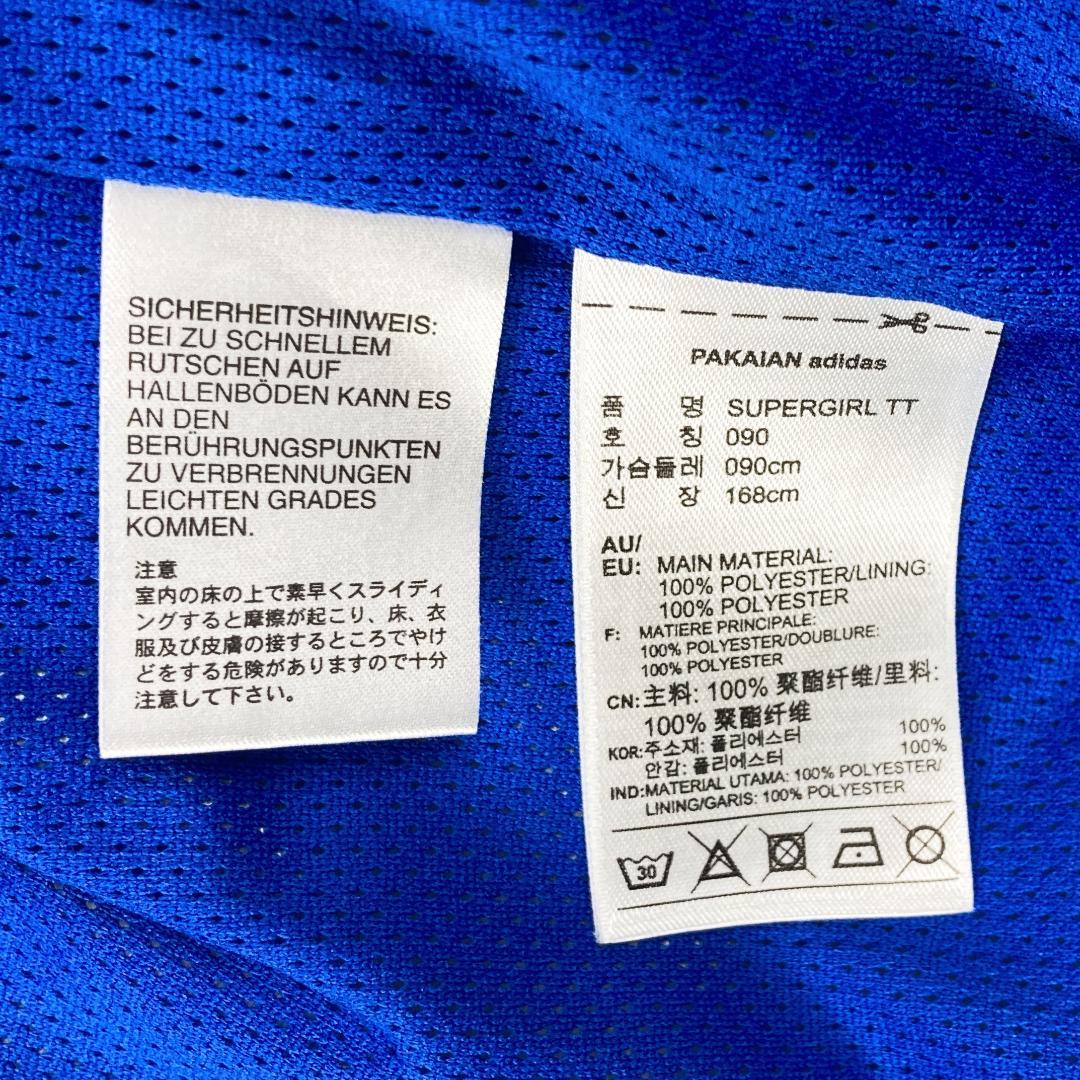 SICHERHEITSHINWEIS:
BEI ZU SCHNELLEM
RUTSCHEN AUF
HALLENBÖDEN KANN ES
AN DEN
BERÜHRUNGSPUNKTEN
ZU VERBRENNUNGEN
LEICHTEN GRADES
KOMMEN.
注意
室内の床の上で素早くスライディ
ングすると摩擦が起こり、床、衣
服及び皮膚の接するところでやけ
どをする危険がありますので十分
注意して下さい。
PAKAIAN adidas
품 명 SUPERGIRL TT
호 칭 090
가슴둘레 090cm
신 장 168cm
AU/
EU: MAIN MATERIAL:
100% POLYESTER/LINING:
100% POLYESTER
F: MATIERE PRINCIPALE:
100% POLYESTER/DOUBLURE:
100% POLYESTER
CN: 主料: 100% 聚酯纤维/里料:
100% 聚酯纤维
KOR: 주소재: 폴리에스터 100%
안감: 폴리에스터 100%
IND: MATERIAL UTAMA: 100% POLYESTER/
LINING/GARIS: 100% POLYESTER
30